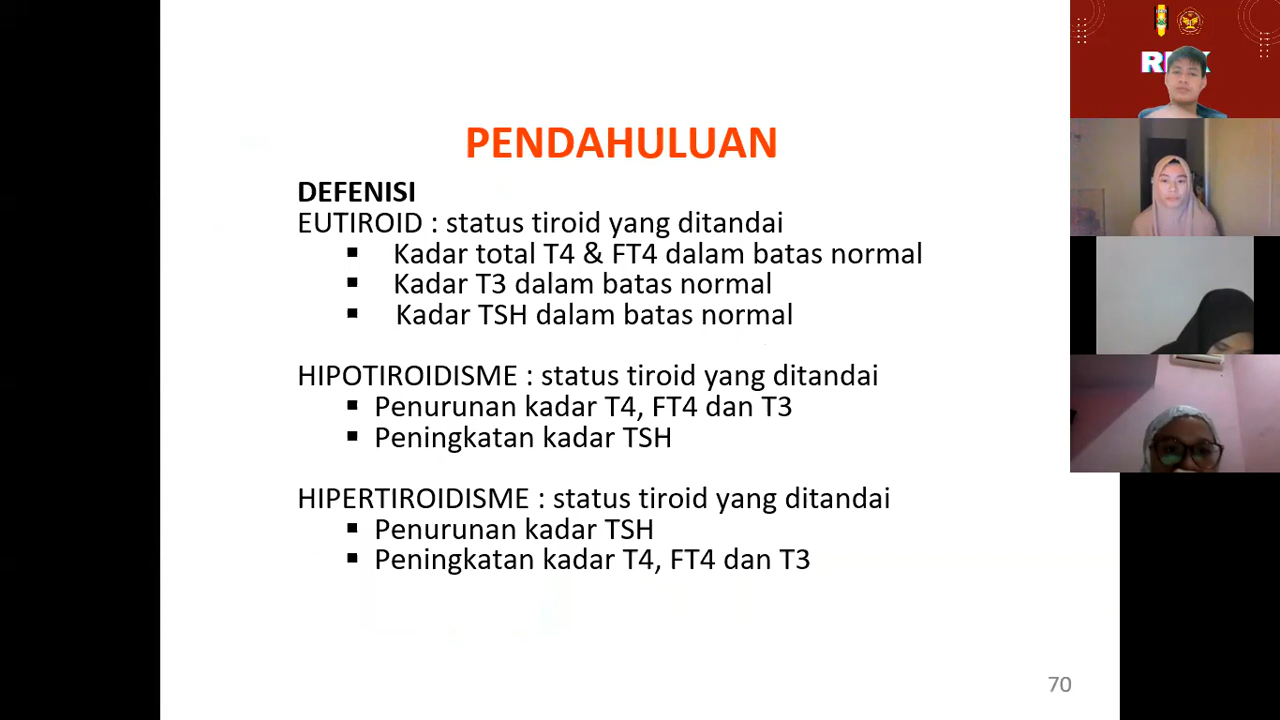 PENDAHULUAN
DEFENISI
EUTIROID : status tiroid yang ditandai
▪ Kadar total T4 & FT4 dalam batas normal
▪ Kadar T3 dalam batas normal
▪ Kadar TSH dalam batas normal
HIPOTIROIDISME : status tiroid yang ditandai
▪ Penurunan kadar T4, FT4 dan T3
▪ Peningkatan kadar TSH
HIPERTIROIDISME : status tiroid yang ditandai
▪ Penurunan kadar TSH
▪ Peningkatan kadar T4, FT4 dan T3
70